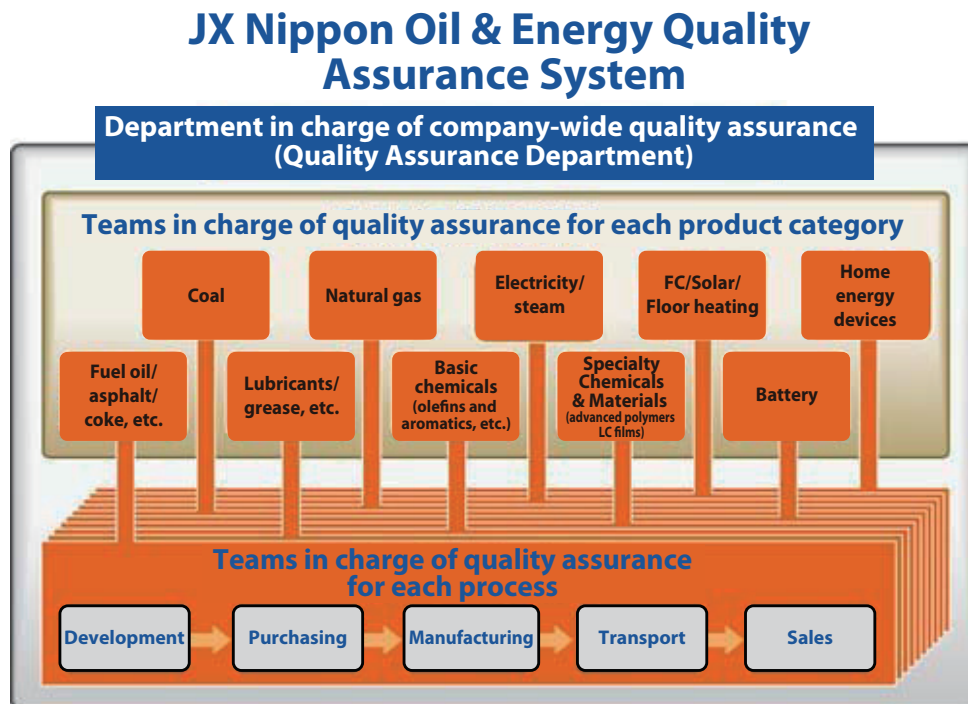 JX Nippon Oil & Energy Quality
Assurance System
Department in charge of company-wide quality assurance
(Quality Assurance Department)
Teams in charge of quality assurance for each product category
Coal
Natural gas
Electricity/
steam
FC/Solar/
Floor heating
Home
energy
devices
Fuel oil/
asphalt/
coke, etc.
Lubricants/
grease, etc.
Basic
chemicals
(olefins and
aromatics, etc.)
Specialty
Chemicals
& Materials
(advanced polymers
LC films)
Battery
Teams in charge of quality assurance
for each process
Development
Purchasing
Manufacturing
Transport
Sales